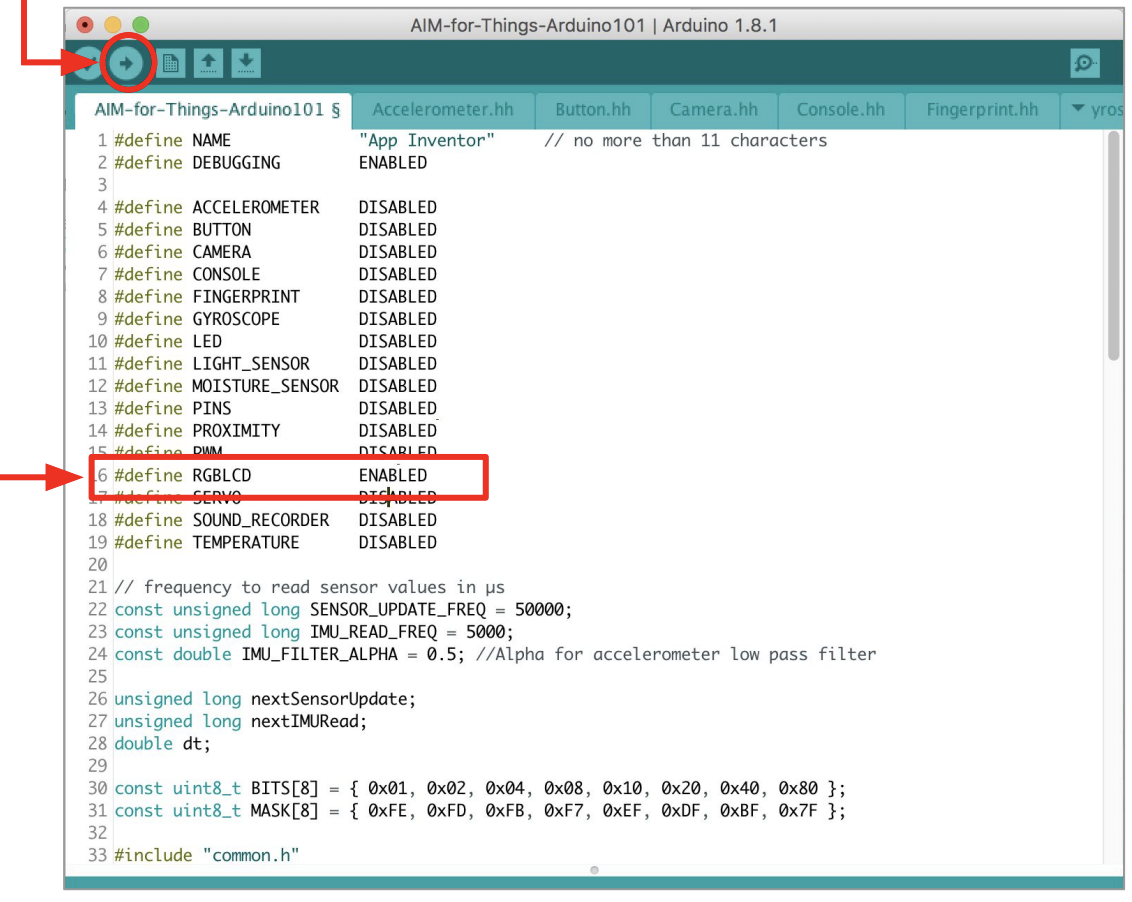 AIM-for-Things-Arduino101 | Arduino 1.8.1
AIM-for-Things-Arduino101 § Accelerometer.hh Button.hh Camera.hh Console.hh Fingerprint.hh yros
1 #define NAME "App Inventor" // no more than 11 characters
2 #define DEBUGGING ENABLED
3
4 #define ACCELEROMETER DISABLED
5 #define BUTTON DISABLED
6 #define CAMERA DISABLED
7 #define CONSOLE DISABLED
8 #define FINGERPRINT DISABLED
9 #define GYROSCOPE DISABLED
10 #define LED DISABLED
11 #define LIGHT_SENSOR DISABLED
12 #define MOISTURE_SENSOR DISABLED
13 #define PINS DISABLED
14 #define PROXIMITY DISABLED
15 #define PWM DISABLED
16 #define RGBLCD ENABLED
17 #define SERVO DISABLED
18 #define SOUND_RECORDER DISABLED
19 #define TEMPERATURE DISABLED
20
21 // frequency to read sensor values in µs
22 const unsigned long SENSOR_UPDATE_FREQ = 50000;
23 const unsigned long IMU_READ_FREQ = 5000;
24 const double IMU_FILTER_ALPHA = 0.5; //Alpha for accelerometer low pass filter
25
26 unsigned long nextSensorUpdate;
27 unsigned long nextIMURead;
28 double dt;
29
30 const uint8_t BITS[8] = { 0x01, 0x02, 0x04, 0x08, 0x10, 0x20, 0x40, 0x80 };
31 const uint8_t MASK[8] = { 0xFE, 0xFD, 0xFB, 0xF7, 0xEF, 0xDF, 0xBF, 0x7F };
32
33 #include "common.h"